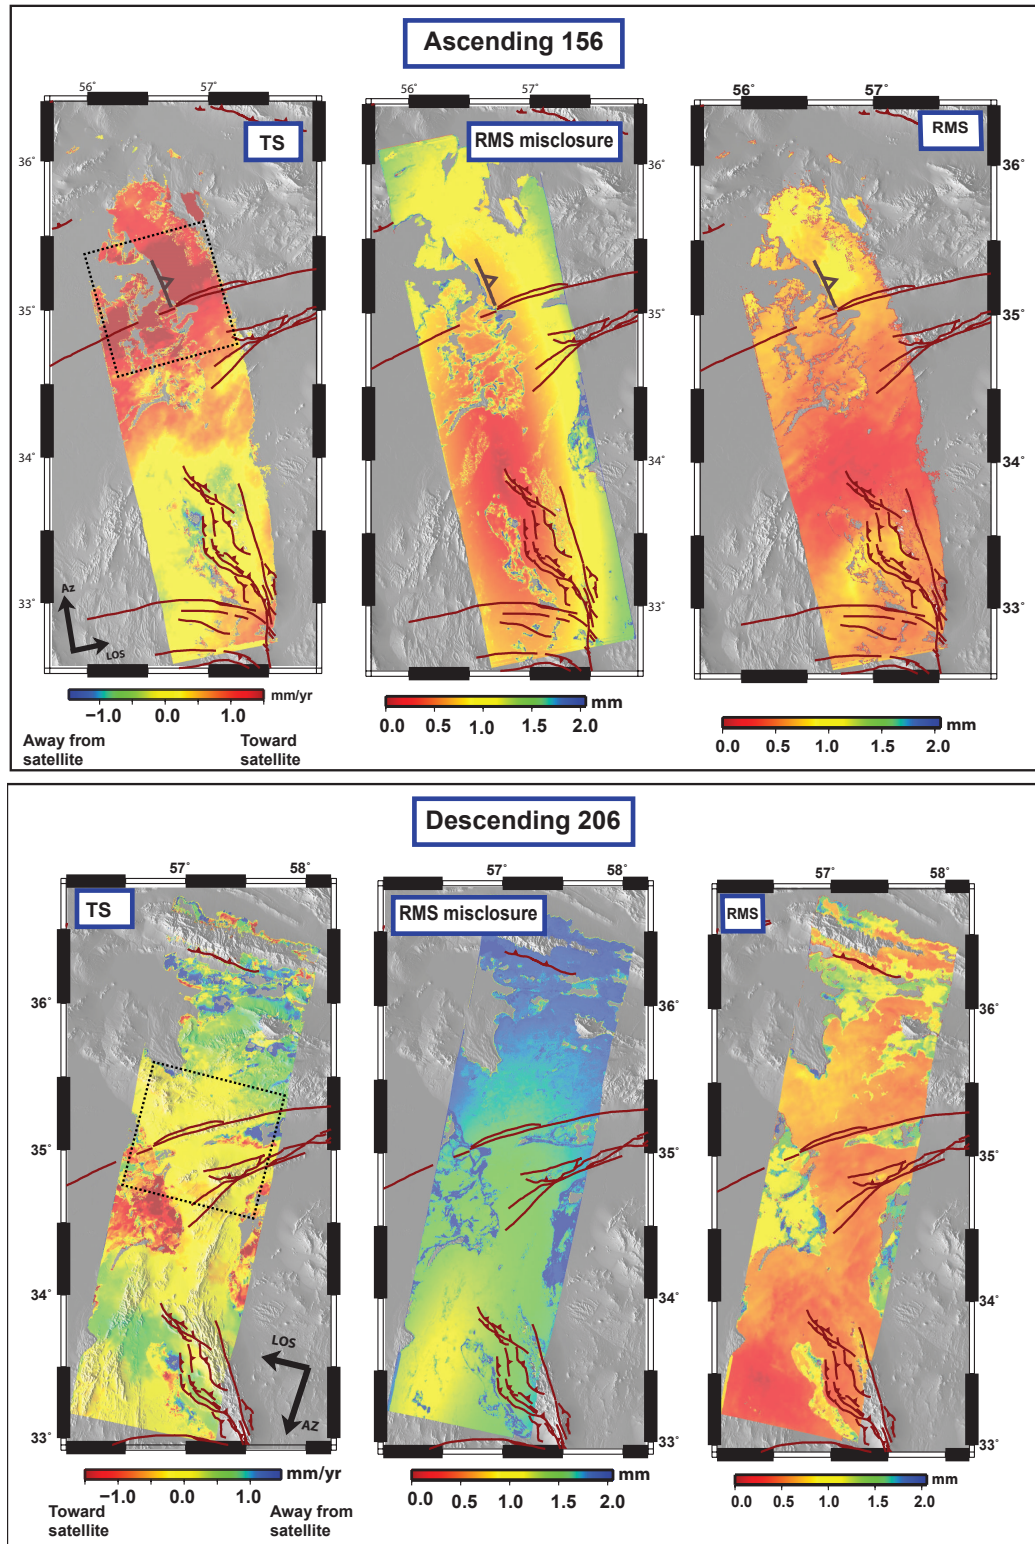 Ascending 156
56°
57°
TS
36°
35°
34°
33°
Az
LOS
−1.0
0.0
1.0
mm/yr
Away from
satellite
Toward
satellite
56°
57°
RMS misclosure
36°
35°
34°
33°
0.0
0.5
1.0
1.5
2.0
mm
56°
57°
RMS
36°
35°
34°
33°
0.0
0.5
1.0
1.5
2.0
mm
Descending 206
57°
58°
TS
36°
35°
34°
33°
LOS
AZ
−1.0
0.0
1.0
mm/yr
Toward
satellite
Away from
satellite
57°
58°
RMS misclosure
36°
35°
34°
33°
0.0
0.5
1.0
1.5
2.0
mm
57°
58°
RMS
36°
35°
34°
33°
0.0
0.5
1.0
1.5
2.0
mm